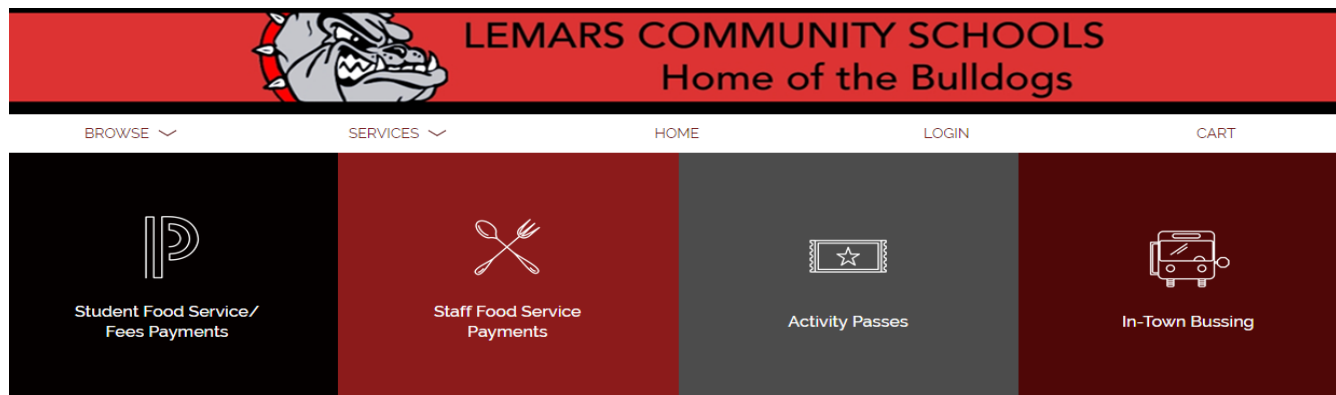 LEMARS COMMUNITY SCHOOLS
Home of the Bulldogs
BROWSE
SERVICES
HOME
LOGIN
CART
Student Food Service/
Fees Payments
Staff Food Service
Payments
Activity Passes
In-Town Bussing